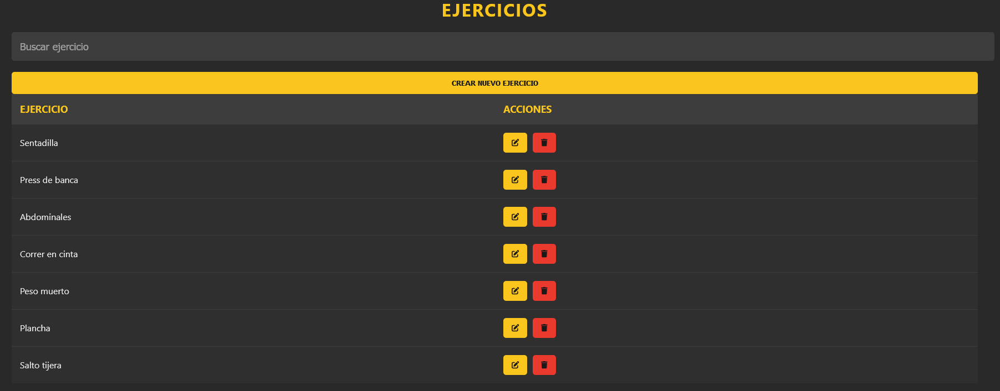 EJERCICIOS
Buscar ejercicio
CREAR NUEVO EJERCICIO
EJERCICIO ACCIONES
Sentadilla
Press de banca
Abdominales
Correr en cinta
Peso muerto
Plancha
Salto tijera